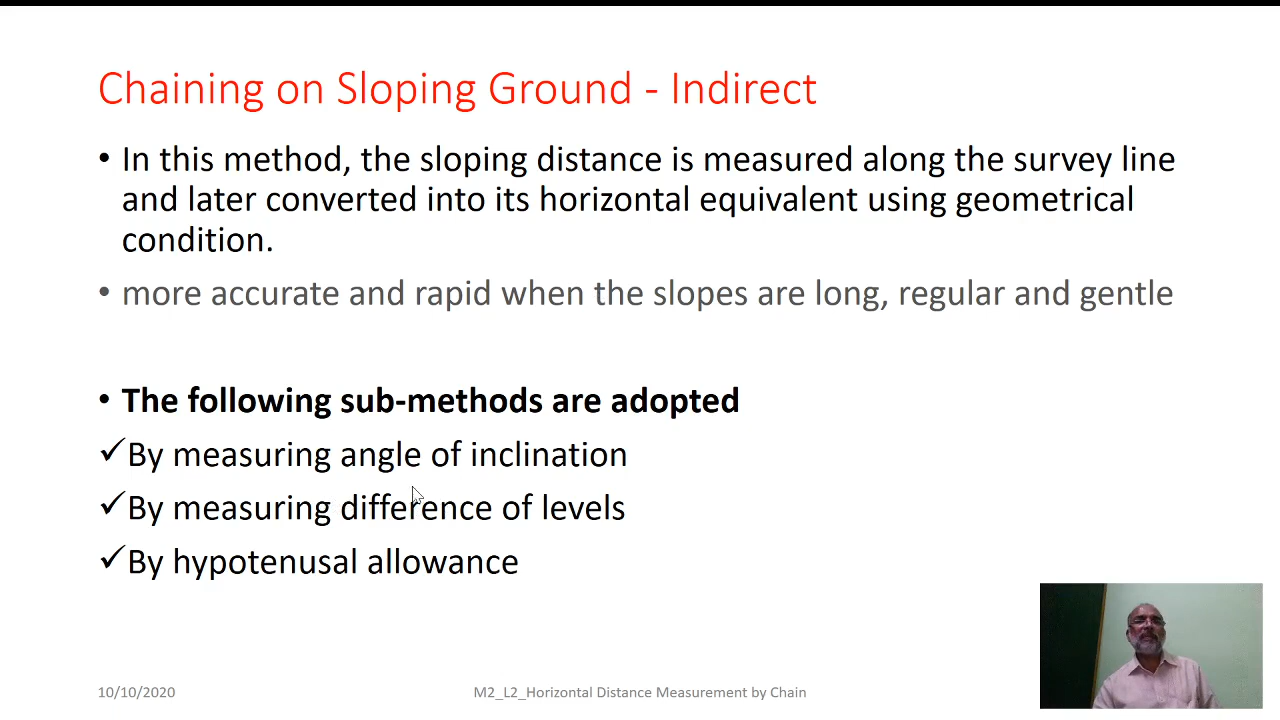 Chaining on Sloping Ground - Indirect
• In this method, the sloping distance is measured along the survey line
and later converted into its horizontal equivalent using geometrical
condition.
• more accurate and rapid when the slopes are long, regular and gentle
• The following sub-methods are adopted
✓By measuring angle of inclination
✓By measuring difference of levels
✓By hypotenusal allowance
10/10/2020
M2_L2_Horizontal Distance Measurement by Chain